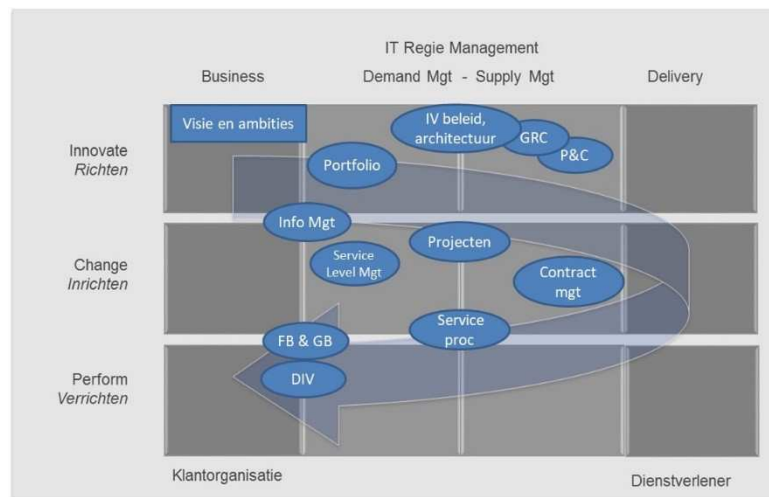 IT Regie Management
Business
Demand Mgt - Supply Mgt
Delivery
Visie en ambities
IV beleid,
architectuur
GRC
P&C
Innovate
Richten
Portfolio
Info Mgt
Projecten
Service
Level Mgt
Change
Inrichten
Contract
mgt
Service
proc
FB & GB
DIV
Perform
Verrichten
Klantorganisatie
Dienstverlener